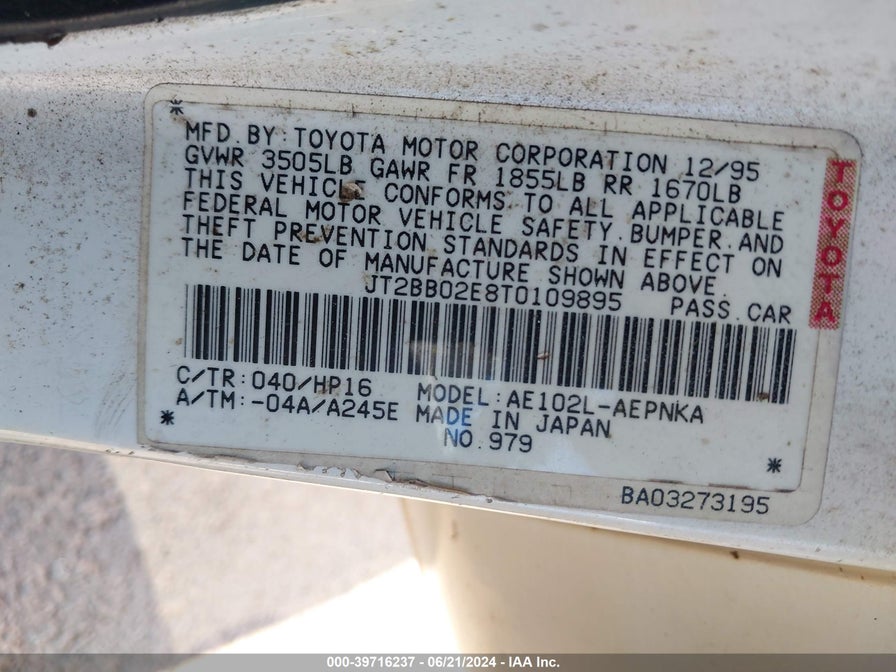 MFD BY:TOYOTA MOTOR CORPORATION 12/95
GVWR 3505LB GAWR FR 1855LB RR 1670LB
THIS VEHICLE CONFORMS TO ALL APPLICABLE
FEDERAL MOTOR VEHICLE SAFETY,BUMPER,AND
THEFT PREVENTION STANDARDS IN EFFECT ON
THE DATE OF MANUFACTURE SHOWN ABOVE.
JT2BB02E8T0109895 PASS.CAR
TOYOTA
C/TR:040/HP16 MODEL:AE102L-AEPNKA
A/TM:-04A/A245E MADE IN JAPAN
NO.979
BA03273195
000-39716237 - 06/21/2024 - IAA Inc.